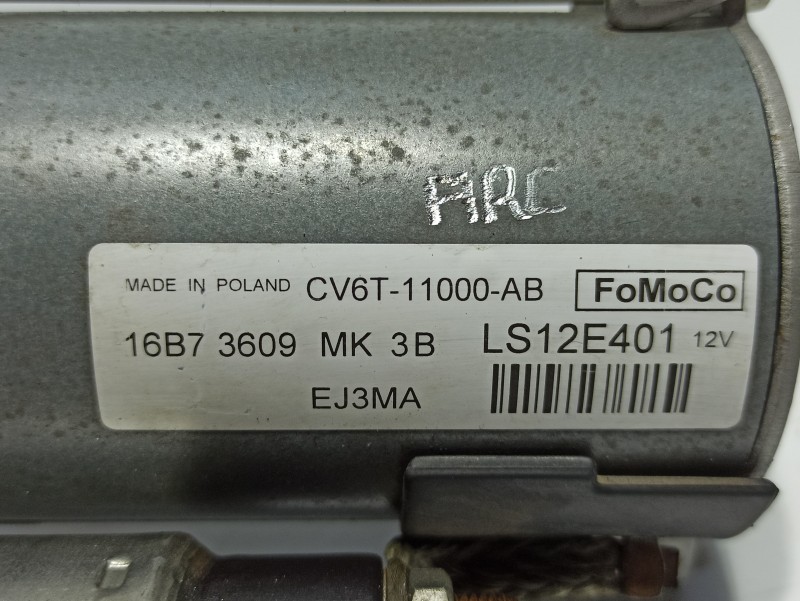 ARC
MADE IN POLAND CV6T-11000-AB FoMoCo
16B7 3609 MK 3B LS12E401 12V
EJ3MA